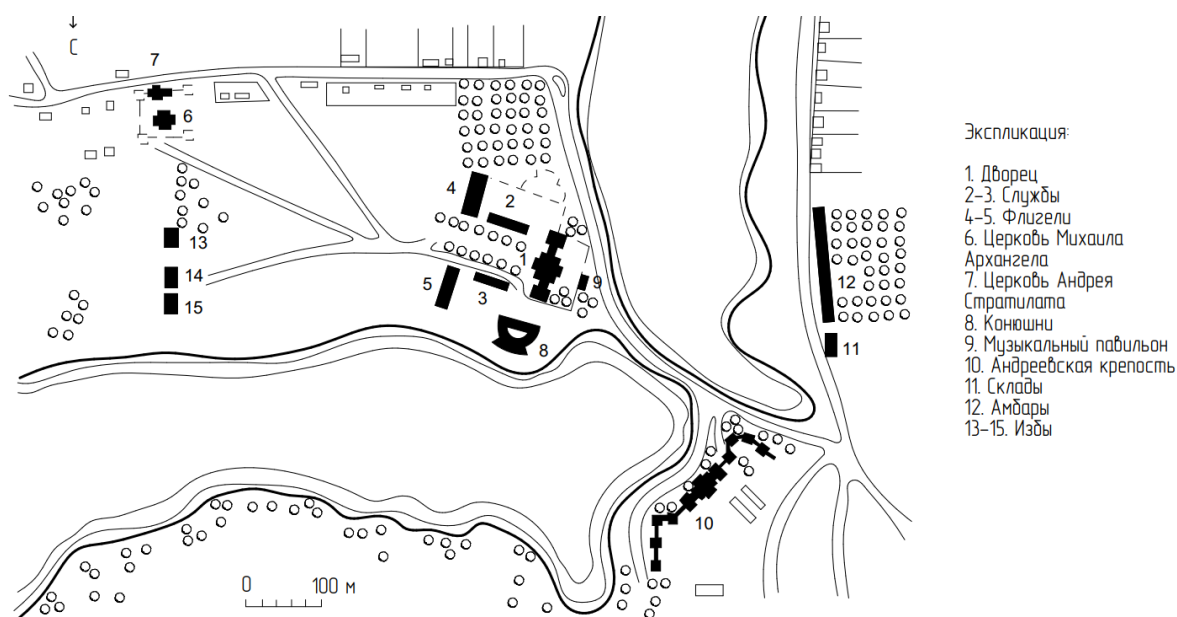 С
7
6
4
2
13
1
14
9
12
5
3
15
8
11
10
0 100 м
Экспликация:
1. Дворец
2–3. Службы
4–5. Флигели
6. Церковь Михаила
Архангела
7. Церковь Андрея
Стратилата
8. Конюшни
9. Музыкальный павильон
10. Андреевская крепость
11. Склады
12. Амбары
13–15. Избы